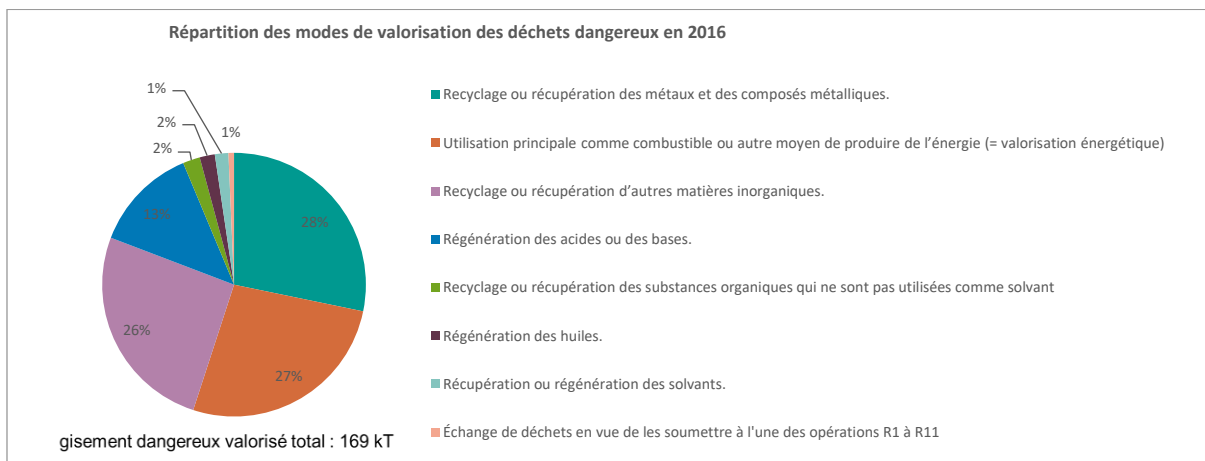 Répartition des modes de valorisation des déchets dangereux en 2016
1%
2%
2%
1%
28%
27%
26%
13%
Recyclage ou récupération des métaux et des composés métalliques.
Utilisation principale comme combustible ou autre moyen de produire de l’énergie (= valorisation énergétique)
Recyclage ou récupération d’autres matières inorganiques.
Régénération des acides ou des bases.
Recyclage ou récupération des substances organiques qui ne sont pas utilisées comme solvant
Régénération des huiles.
Récupération ou régénération des solvants.
Échange de déchets en vue de les soumettre à l'une des opérations R1 à R11
gisement dangereux valorisé total : 169 kT